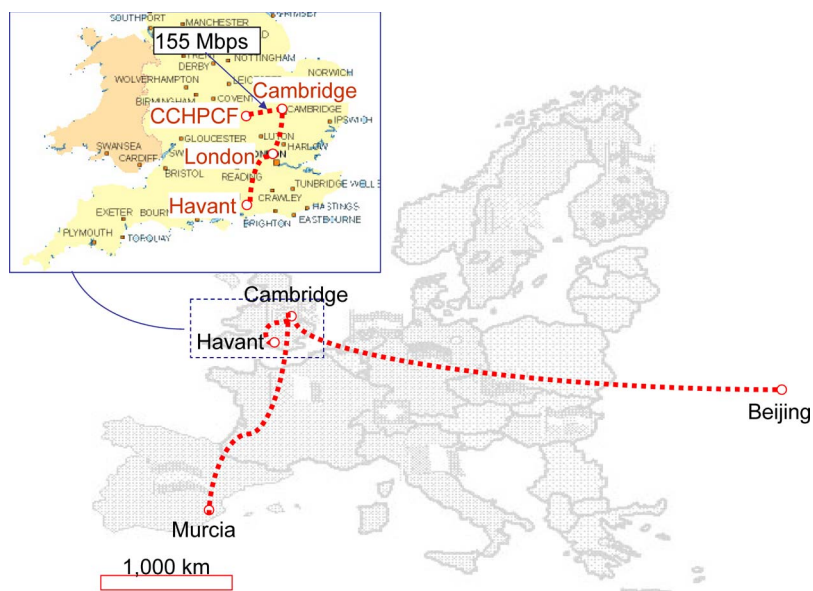 SOUTHPORT
MANCHESTER
155 Mbps
DERBY
NOTTINGHAM
NORWICH
WOLVERHAMPTON
Cambridge
CAMBRIDGE
CCHPCF
IPSWICH
GLOUCESTER
LUTON
HARLOW
SWANSEA
CARDIFF
London
BRISTOL
READING
TUNBRIDGE WELLS
Havant
CRAWLEY
HASTINGS
EXETER
BOURN
BRIGHTON
EASTBOURNE
PLYMOUTH
TORQUAY
Cambridge
Havant
Beijing
Murcia
1,000 km